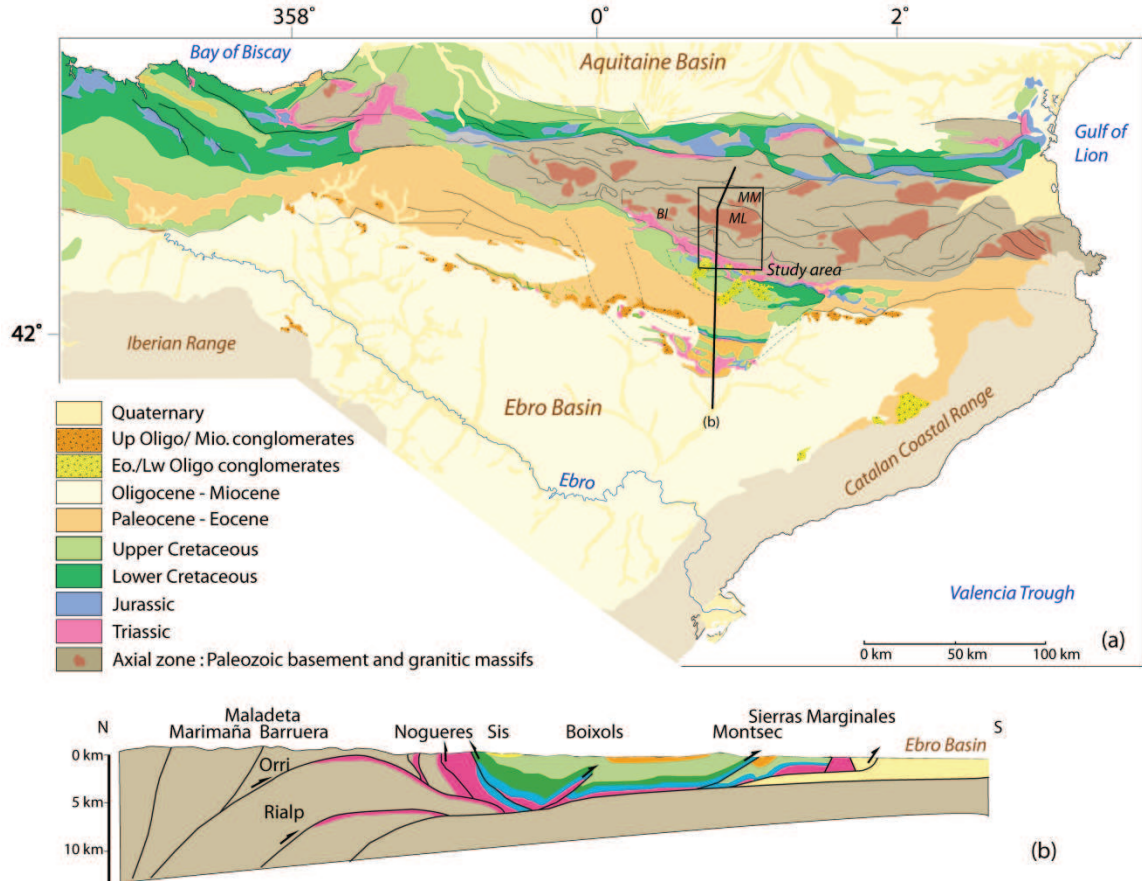 358°
0°
2°
Bay of Biscay
Aquitaine Basin
Gulf of
Lion
MM
BI
ML
Study area
42°
Iberian Range
Ebro Basin
(b)
Ebro
Catalan Coastal Range
Valencia Trough
Quaternary
Up Oligo/ Mio. conglomerates
Eo./Lw Oligo conglomerates
Oligocene - Miocene
Paleocene - Eocene
Upper Cretaceous
Lower Cretaceous
Jurassic
Triassic
Axial zone : Paleozoic basement and granitic massifs
0 km 50 km 100 km
(a)
N
Maladeta
Marimaña Barruera
Nogueres Sis
Boixols
Montsec
Sierras Marginales
S
Ebro Basin
0 km
Orri
5 km
Rialp
10 km
(b)